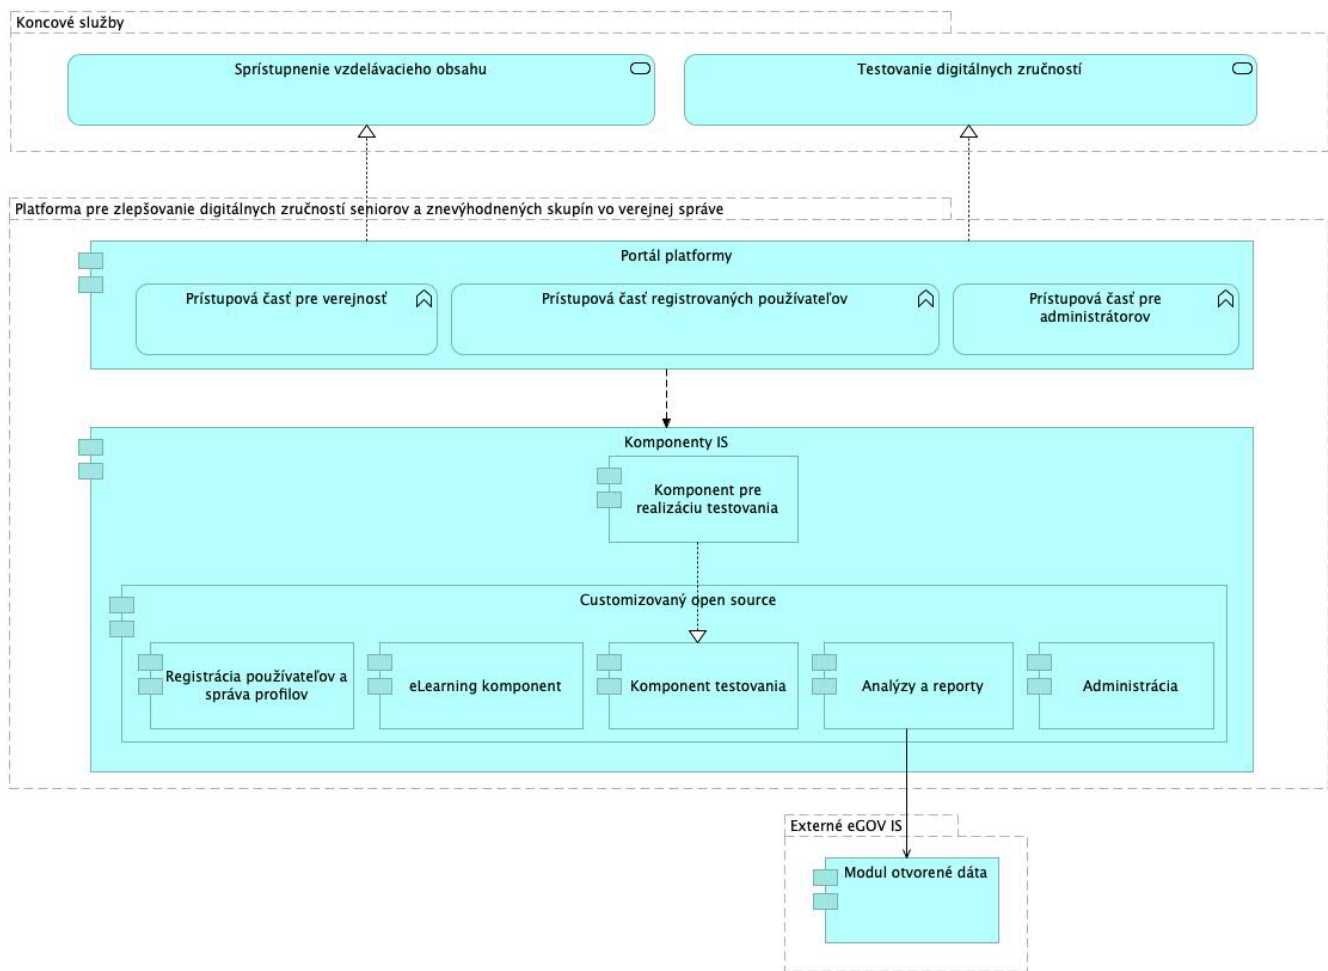 Koncové služby
Sprístupnenie vzdelávacieho obsahu
Testovanie digitálnych zručností
Platforma pre zlepšovanie digitálnych zručností seniorov a znevýhodnených skupín vo verejnej správe
Portál platformy
Prístupová časť pre verejnosť
Prístupová časť registrovaných používateľov
Prístupová časť pre
administrátorov
Komponenty IS
Komponent pre
realizáciu testovania
Customizovaný open source
Registrácia používateľov a
správa profilov
eLearning komponent
Komponent testovania
Analýzy a reporty
Administrácia
Externé eGOV IS
Modul otvorené dáta